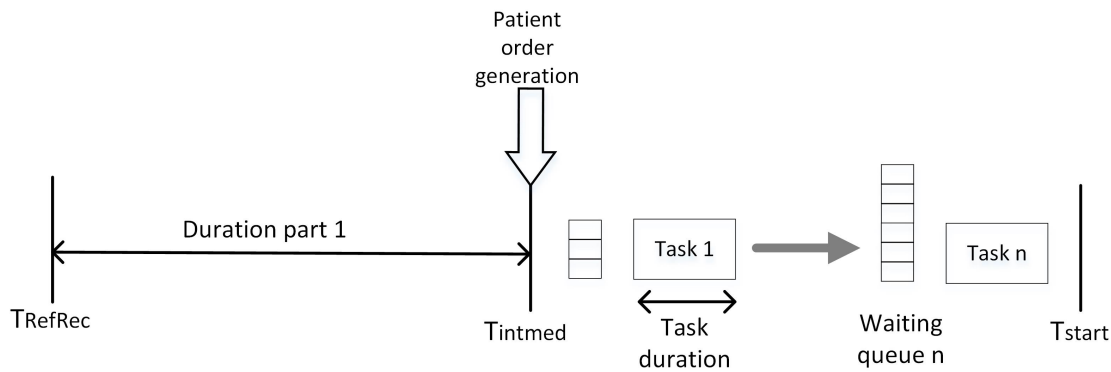 Patient
order
generation
Duration part 1
Task 1
Task n
TRefRec
Tintmed
Task
duration
Waiting
queue n
Tstart